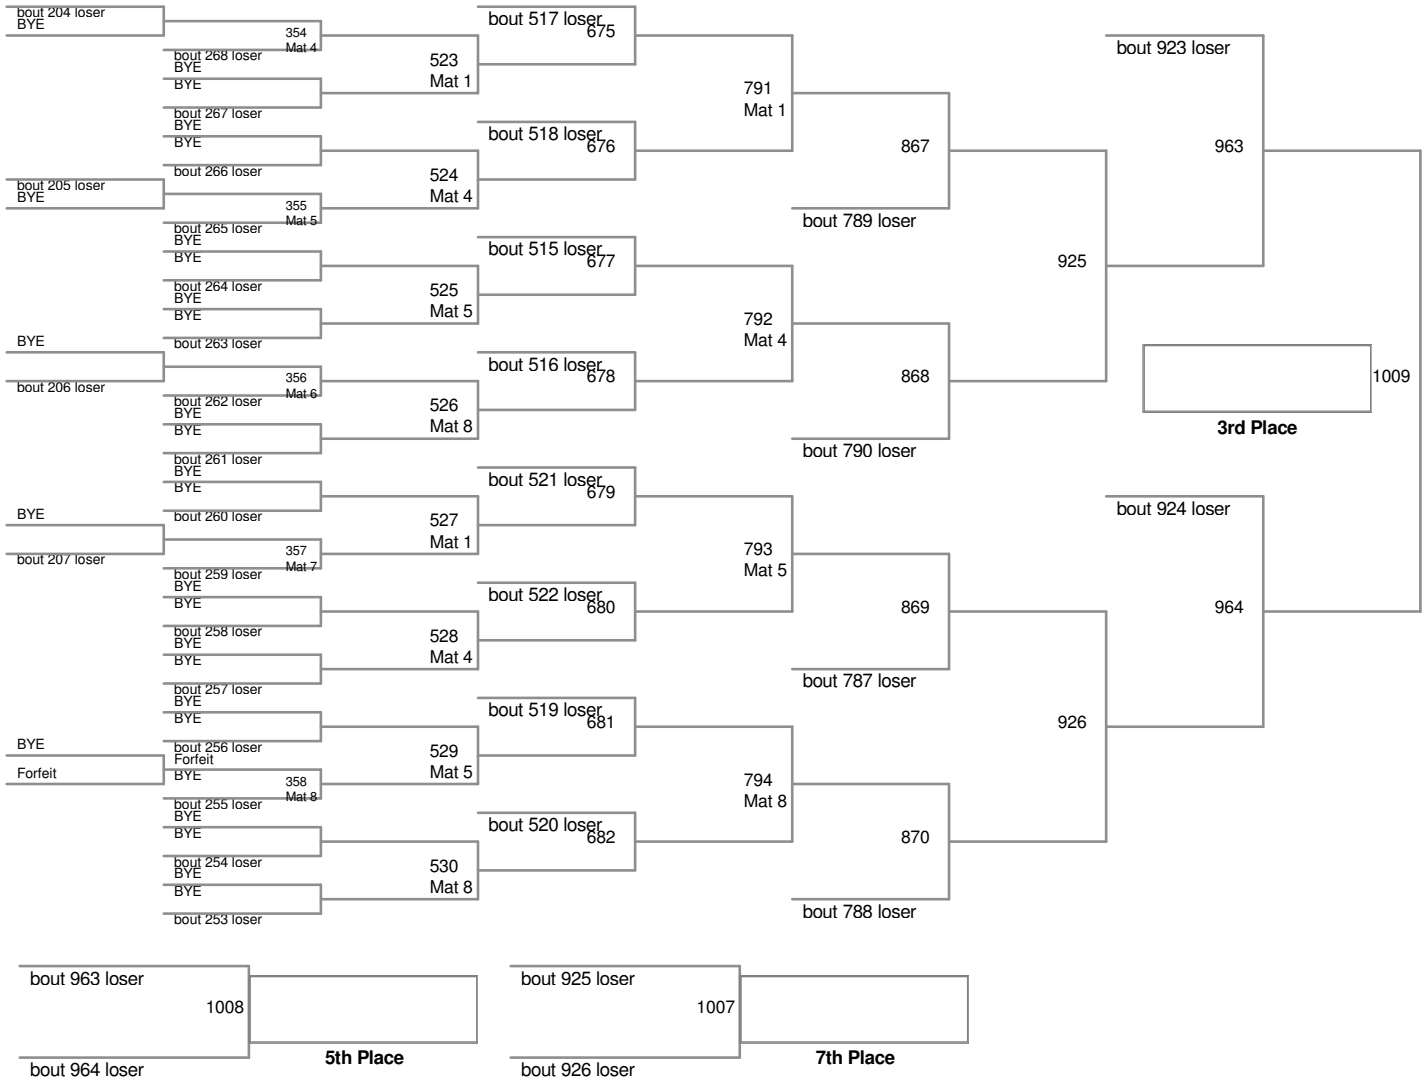 bout 204 loser
BYE
354
Mat 4
bout 268 loser
BYE
BYE
bout 267 loser
BYE
BYE
bout 266 loser
bout 205 loser
BYE
355
Mat 5
bout 265 loser
BYE
BYE
bout 264 loser
BYE
BYE
bout 263 loser
BYE
bout 206 loser
356
Mat 6
bout 262 loser
BYE
BYE
bout 261 loser
BYE
BYE
bout 260 loser
BYE
bout 207 loser
357
Mat 7
bout 259 loser
BYE
BYE
bout 258 loser
BYE
BYE
bout 257 loser
BYE
BYE
bout 256 loser
BYE
Forfeit
Forfeit
BYE
358
Mat 8
bout 255 loser
BYE
BYE
bout 254 loser
BYE
BYE
bout 253 loser
523
Mat 1
524
Mat 4
525
Mat 5
526
Mat 8
527
Mat 1
528
Mat 4
529
Mat 5
530
Mat 8
bout 517 loser
675
bout 518 loser
676
bout 515 loser
677
bout 516 loser
678
bout 521 loser
679
bout 522 loser
680
bout 519 loser
681
bout 520 loser
682
791
Mat 1
792
Mat 4
793
Mat 5
794
Mat 8
867
bout 789 loser
868
bout 790 loser
869
bout 787 loser
870
bout 788 loser
925
926
bout 923 loser
963
bout 924 loser
964
1009
3rd Place
bout 963 loser
1008
bout 964 loser
5th Place
bout 925 loser
1007
bout 926 loser
7th Place